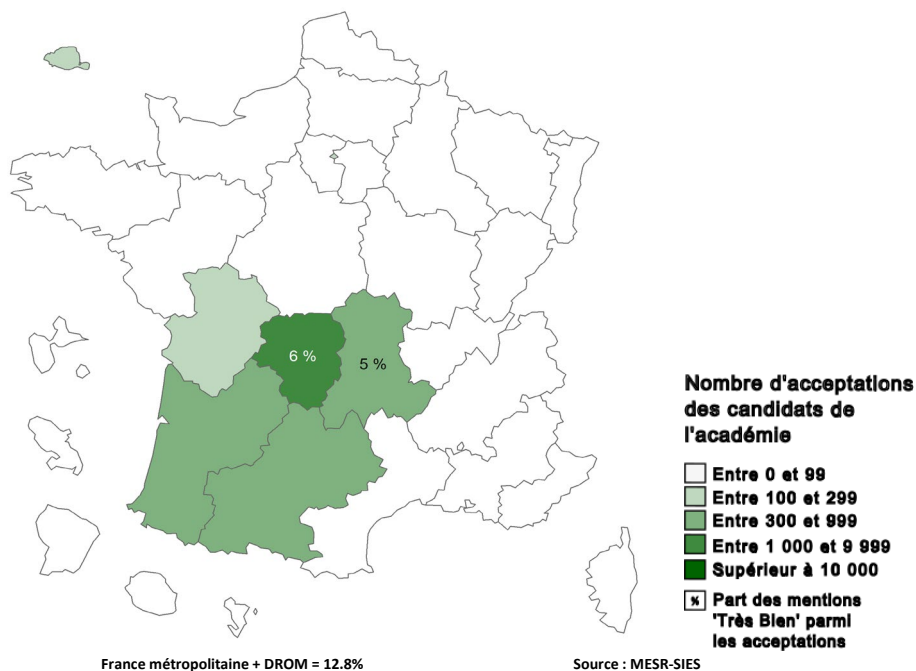 6 %
5 %
Nombre d'acceptations
des candidats de
l'académie
Entre 0 et 99
Entre 100 et 299
Entre 300 et 999
Entre 1 000 et 9 999
Supérieur à 10 000
% Part des mentions
'Très Bien' parmi
les acceptations
France métropolitaine + DROM = 12.8% Source : MESR-SIES